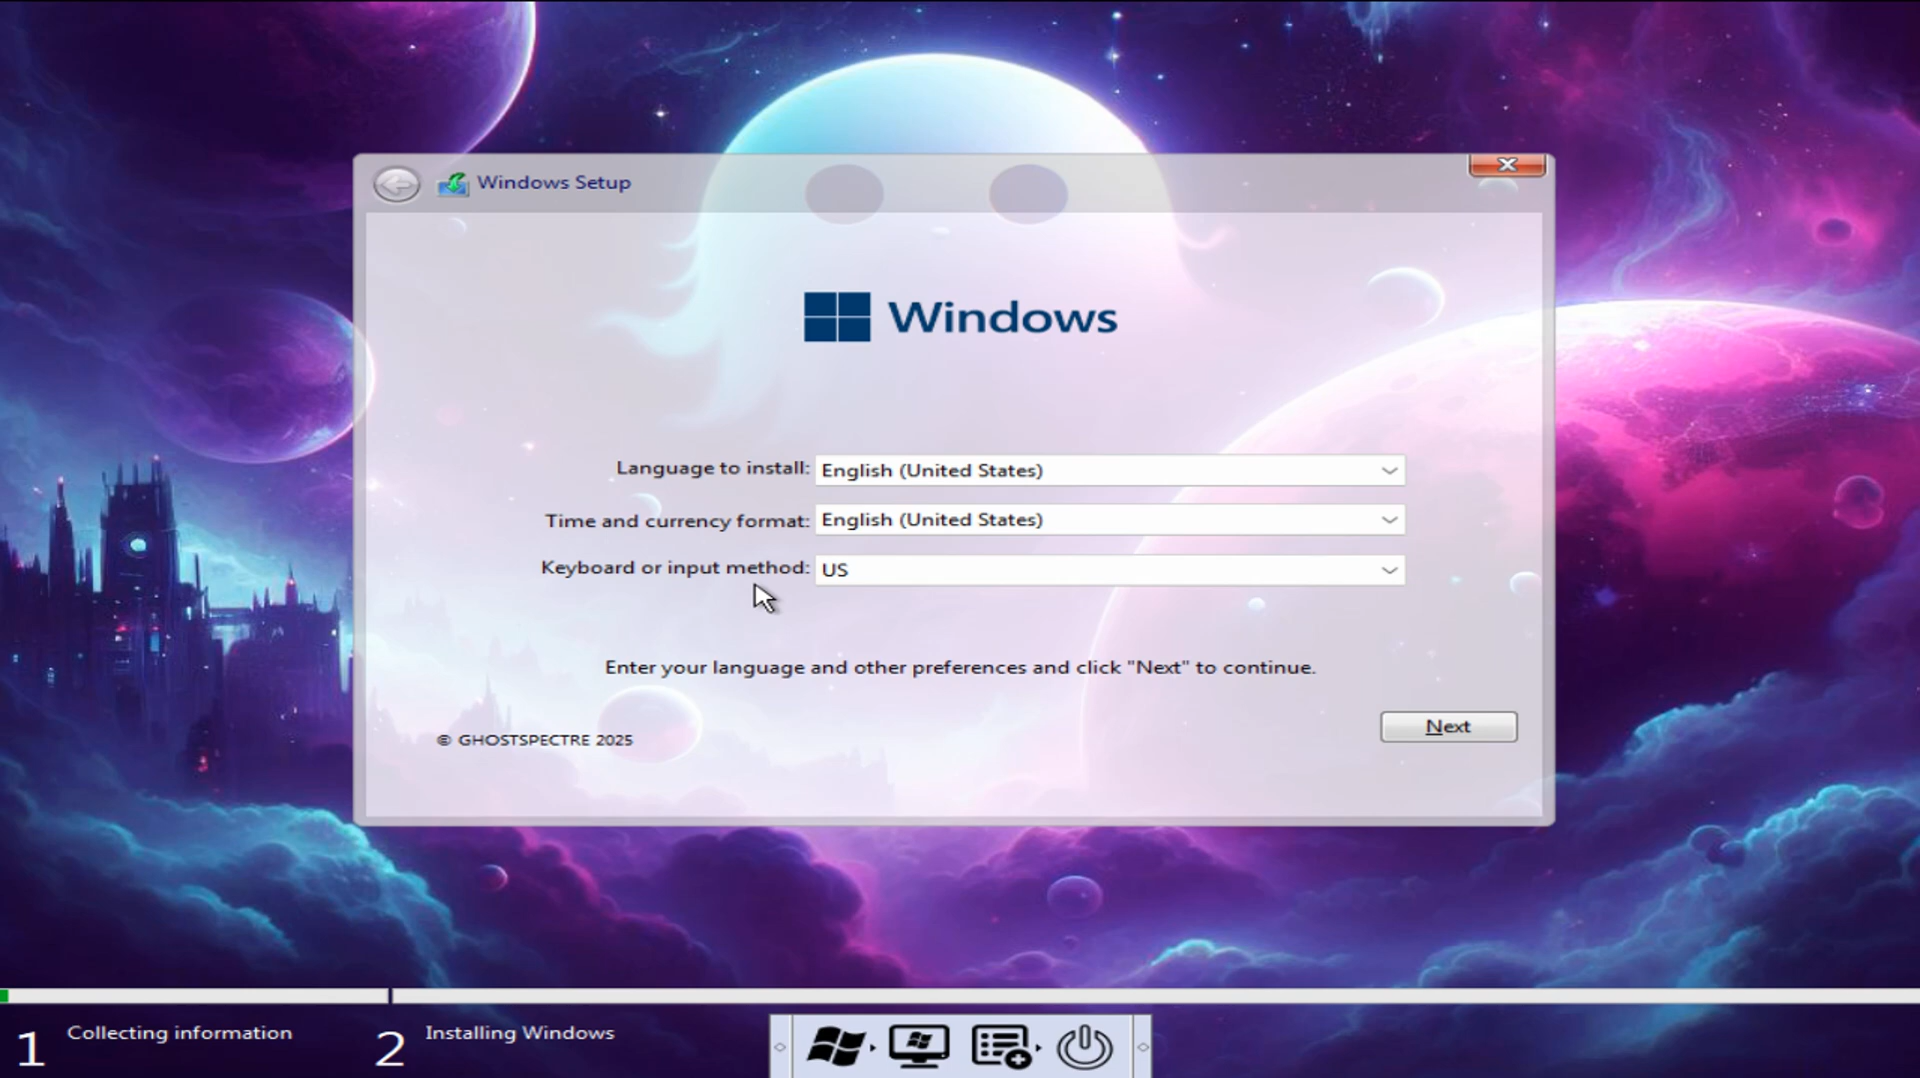 Windows Setup
Windows
Language to install: English (United States)
Time and currency format: English (United States)
Keyboard or input method: US
Enter your language and other preferences and click "Next" to continue.
© GHOSTSPECTRE 2025
Next
1 Collecting information
2 Installing Windows